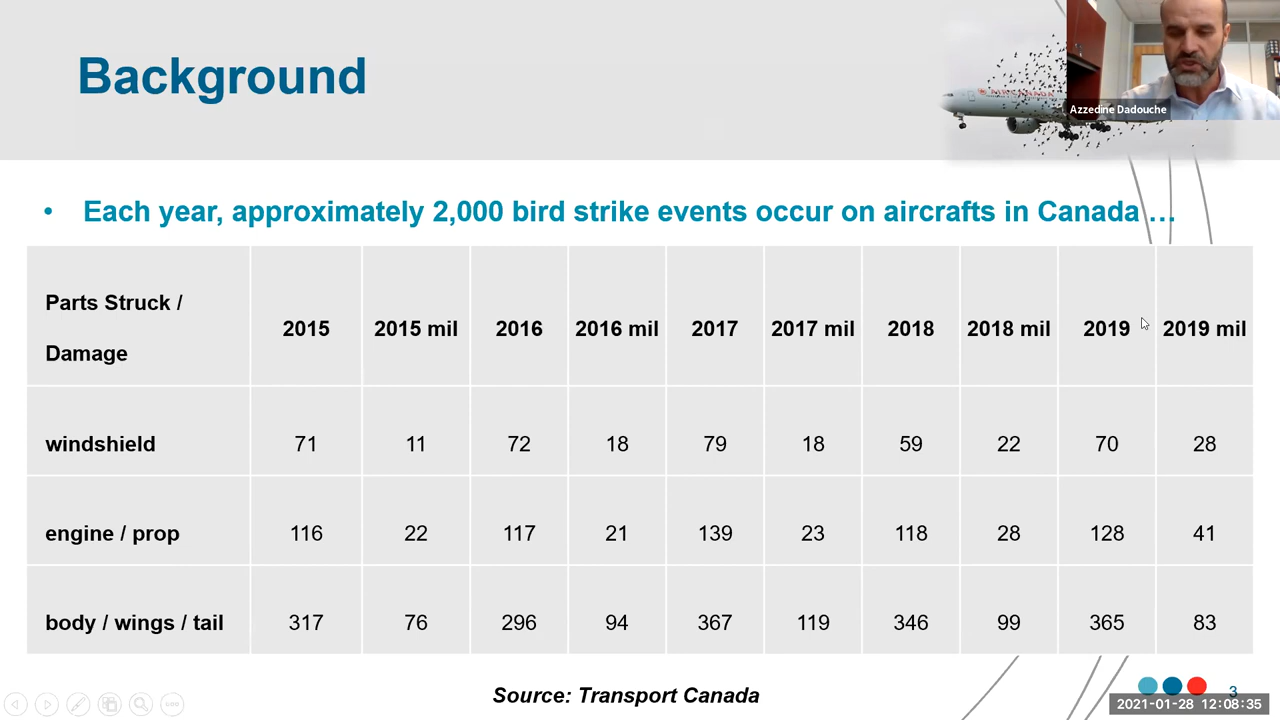 Background
Azzedine Dadouche
• Each year, approximately 2,000 bird strike events occur on aircrafts in Canada …
Parts Struck / Damage 2015 2015 mil 2016 2016 mil 2017 2017 mil 2018 2018 mil 2019 2019 mil
windshield 71 11 72 18 79 18 59 22 70 28
engine / prop 116 22 117 21 139 23 118 28 128 41
body / wings / tail 317 76 296 94 367 119 346 99 365 83
Source: Transport Canada
3
2021-01-28 12:08:35